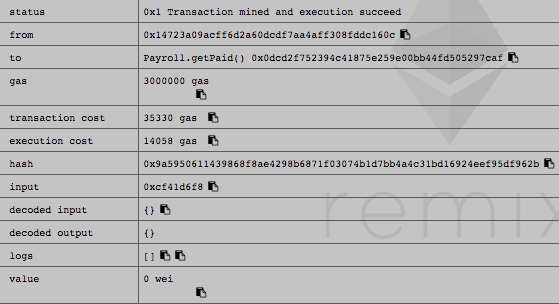 status 0x1 Transaction mined and execution succeed
from 0x14723a09acff6d2a60dcdf7aa4aff308fddc160c
to Payroll.getPaid() 0x0dcd2f752394c41875e259e00bb44fd505297caf
gas 3000000 gas
transaction cost 35330 gas
execution cost 14058 gas
hash 0x9a5950611439868f8ae4298b6871f03074b1d7bb4a4c31bd16924eef95df962b
input 0xcf41d6f8
decoded input {}
decoded output {}
logs []
value 0 wei
remix